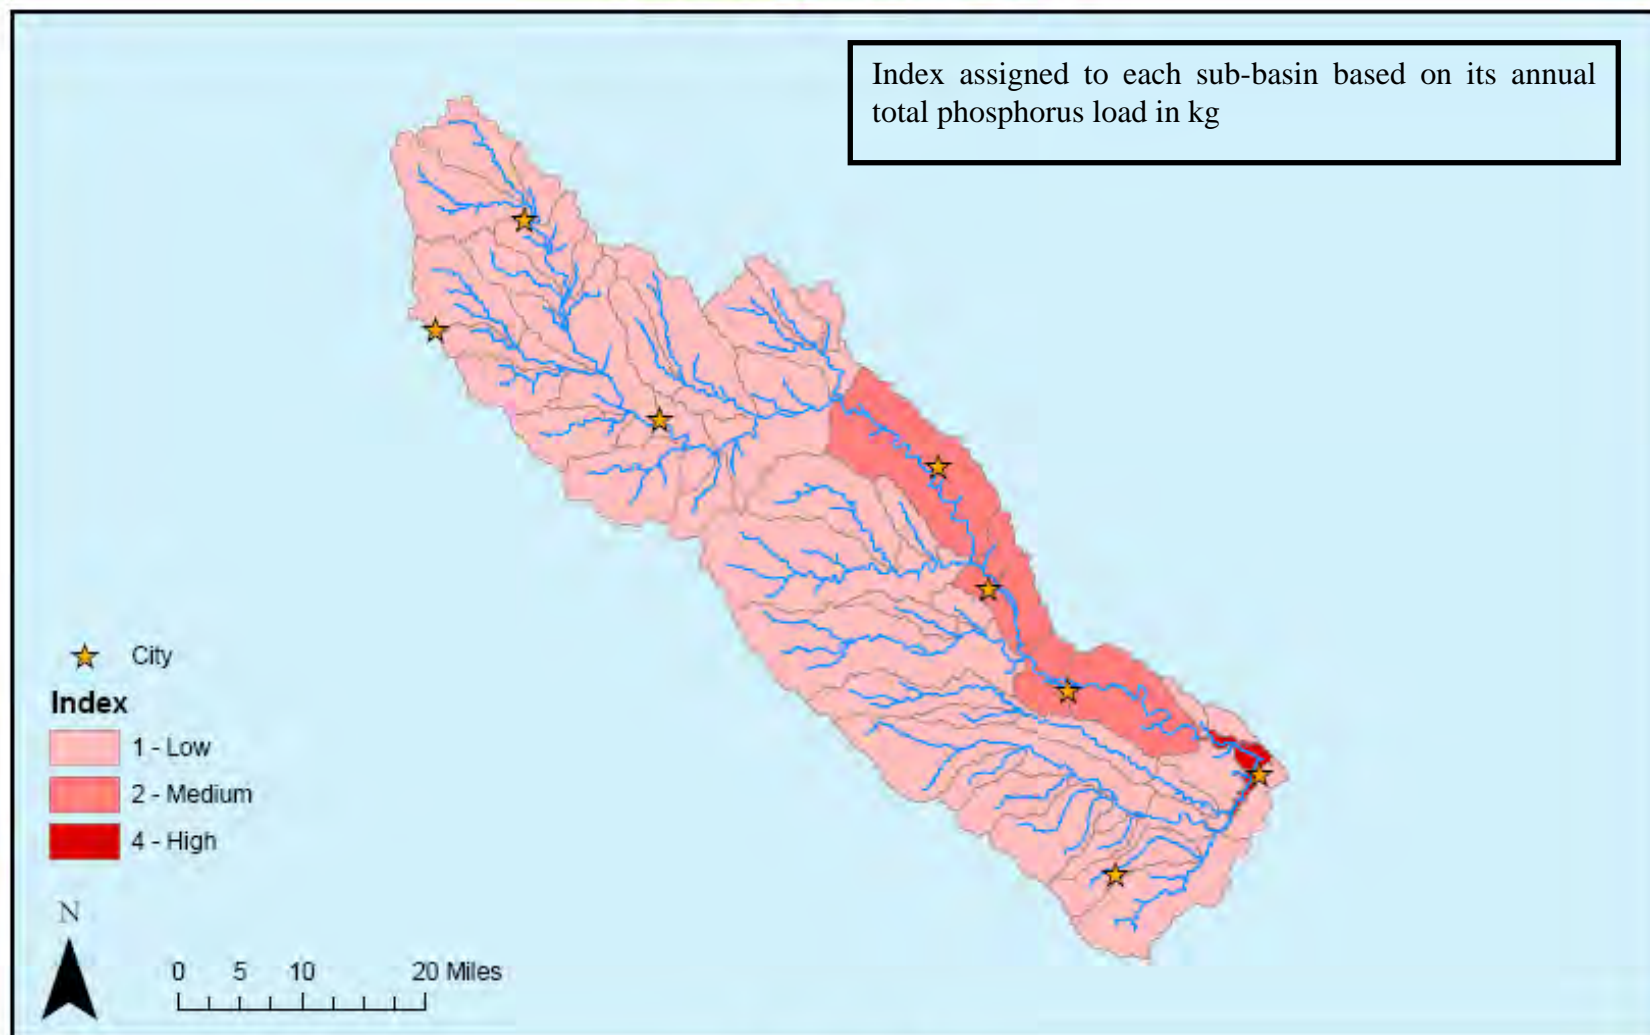 Index assigned to each sub-basin based on its annual
total phosphorus load in kg
City
Index
1 - Low
2 - Medium
4 - High
N
0 5 10 20 Miles